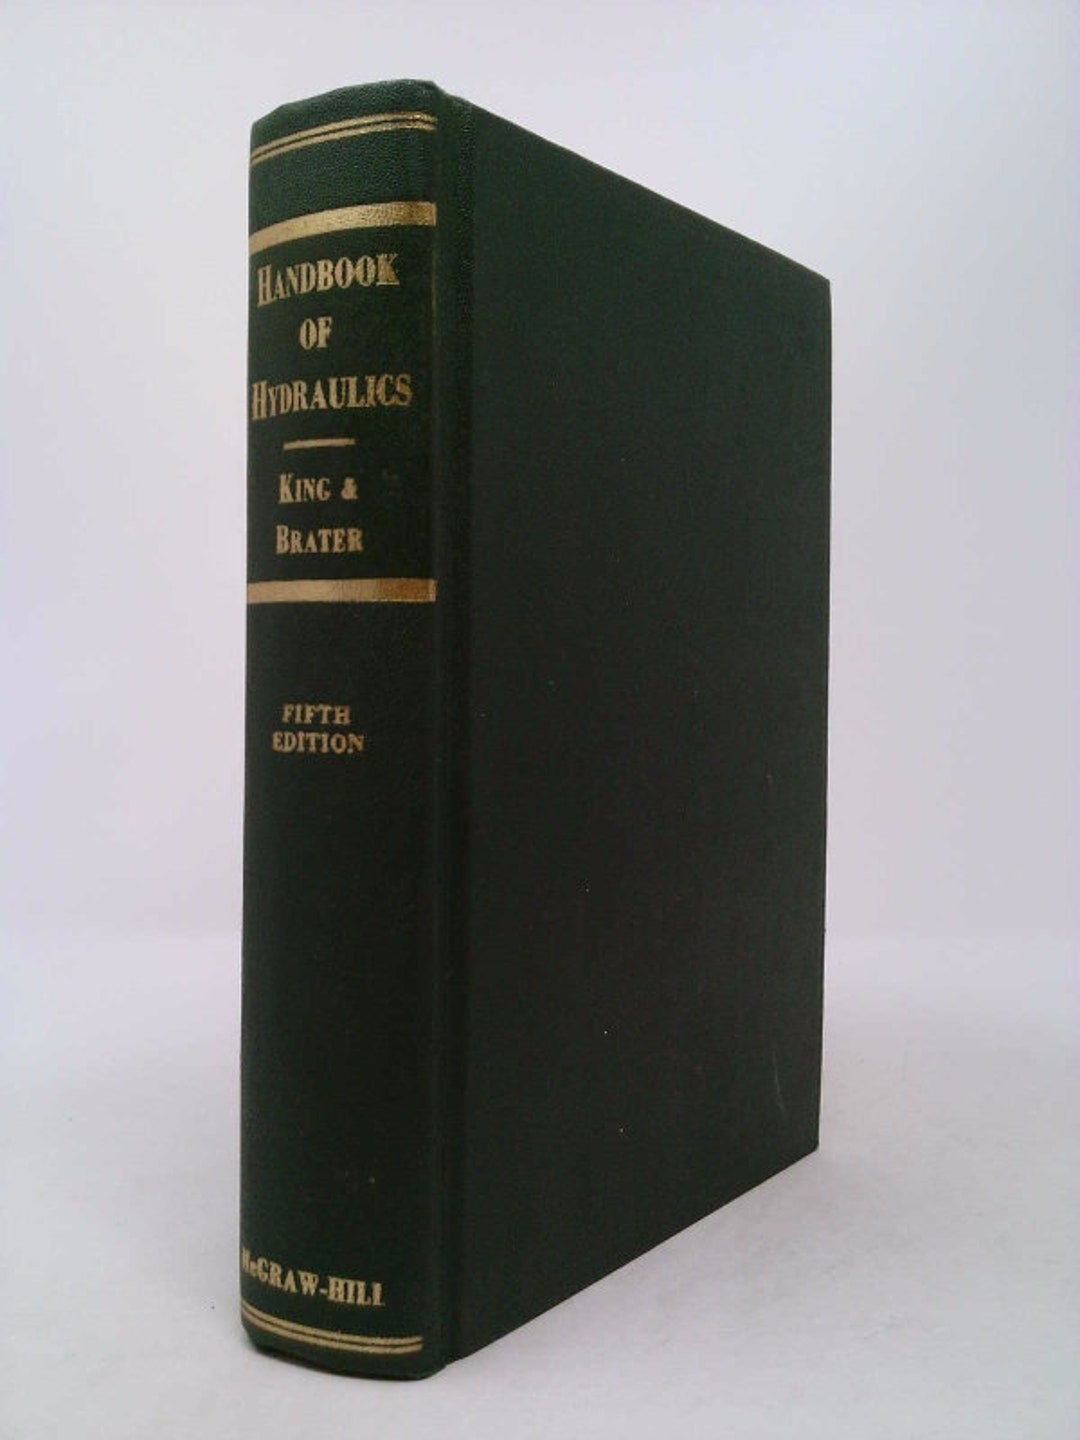 HANDBOOK
OF
HYDRAULICS
KING &
BRATER
FIFTH
EDITION
McGRAW-HILL